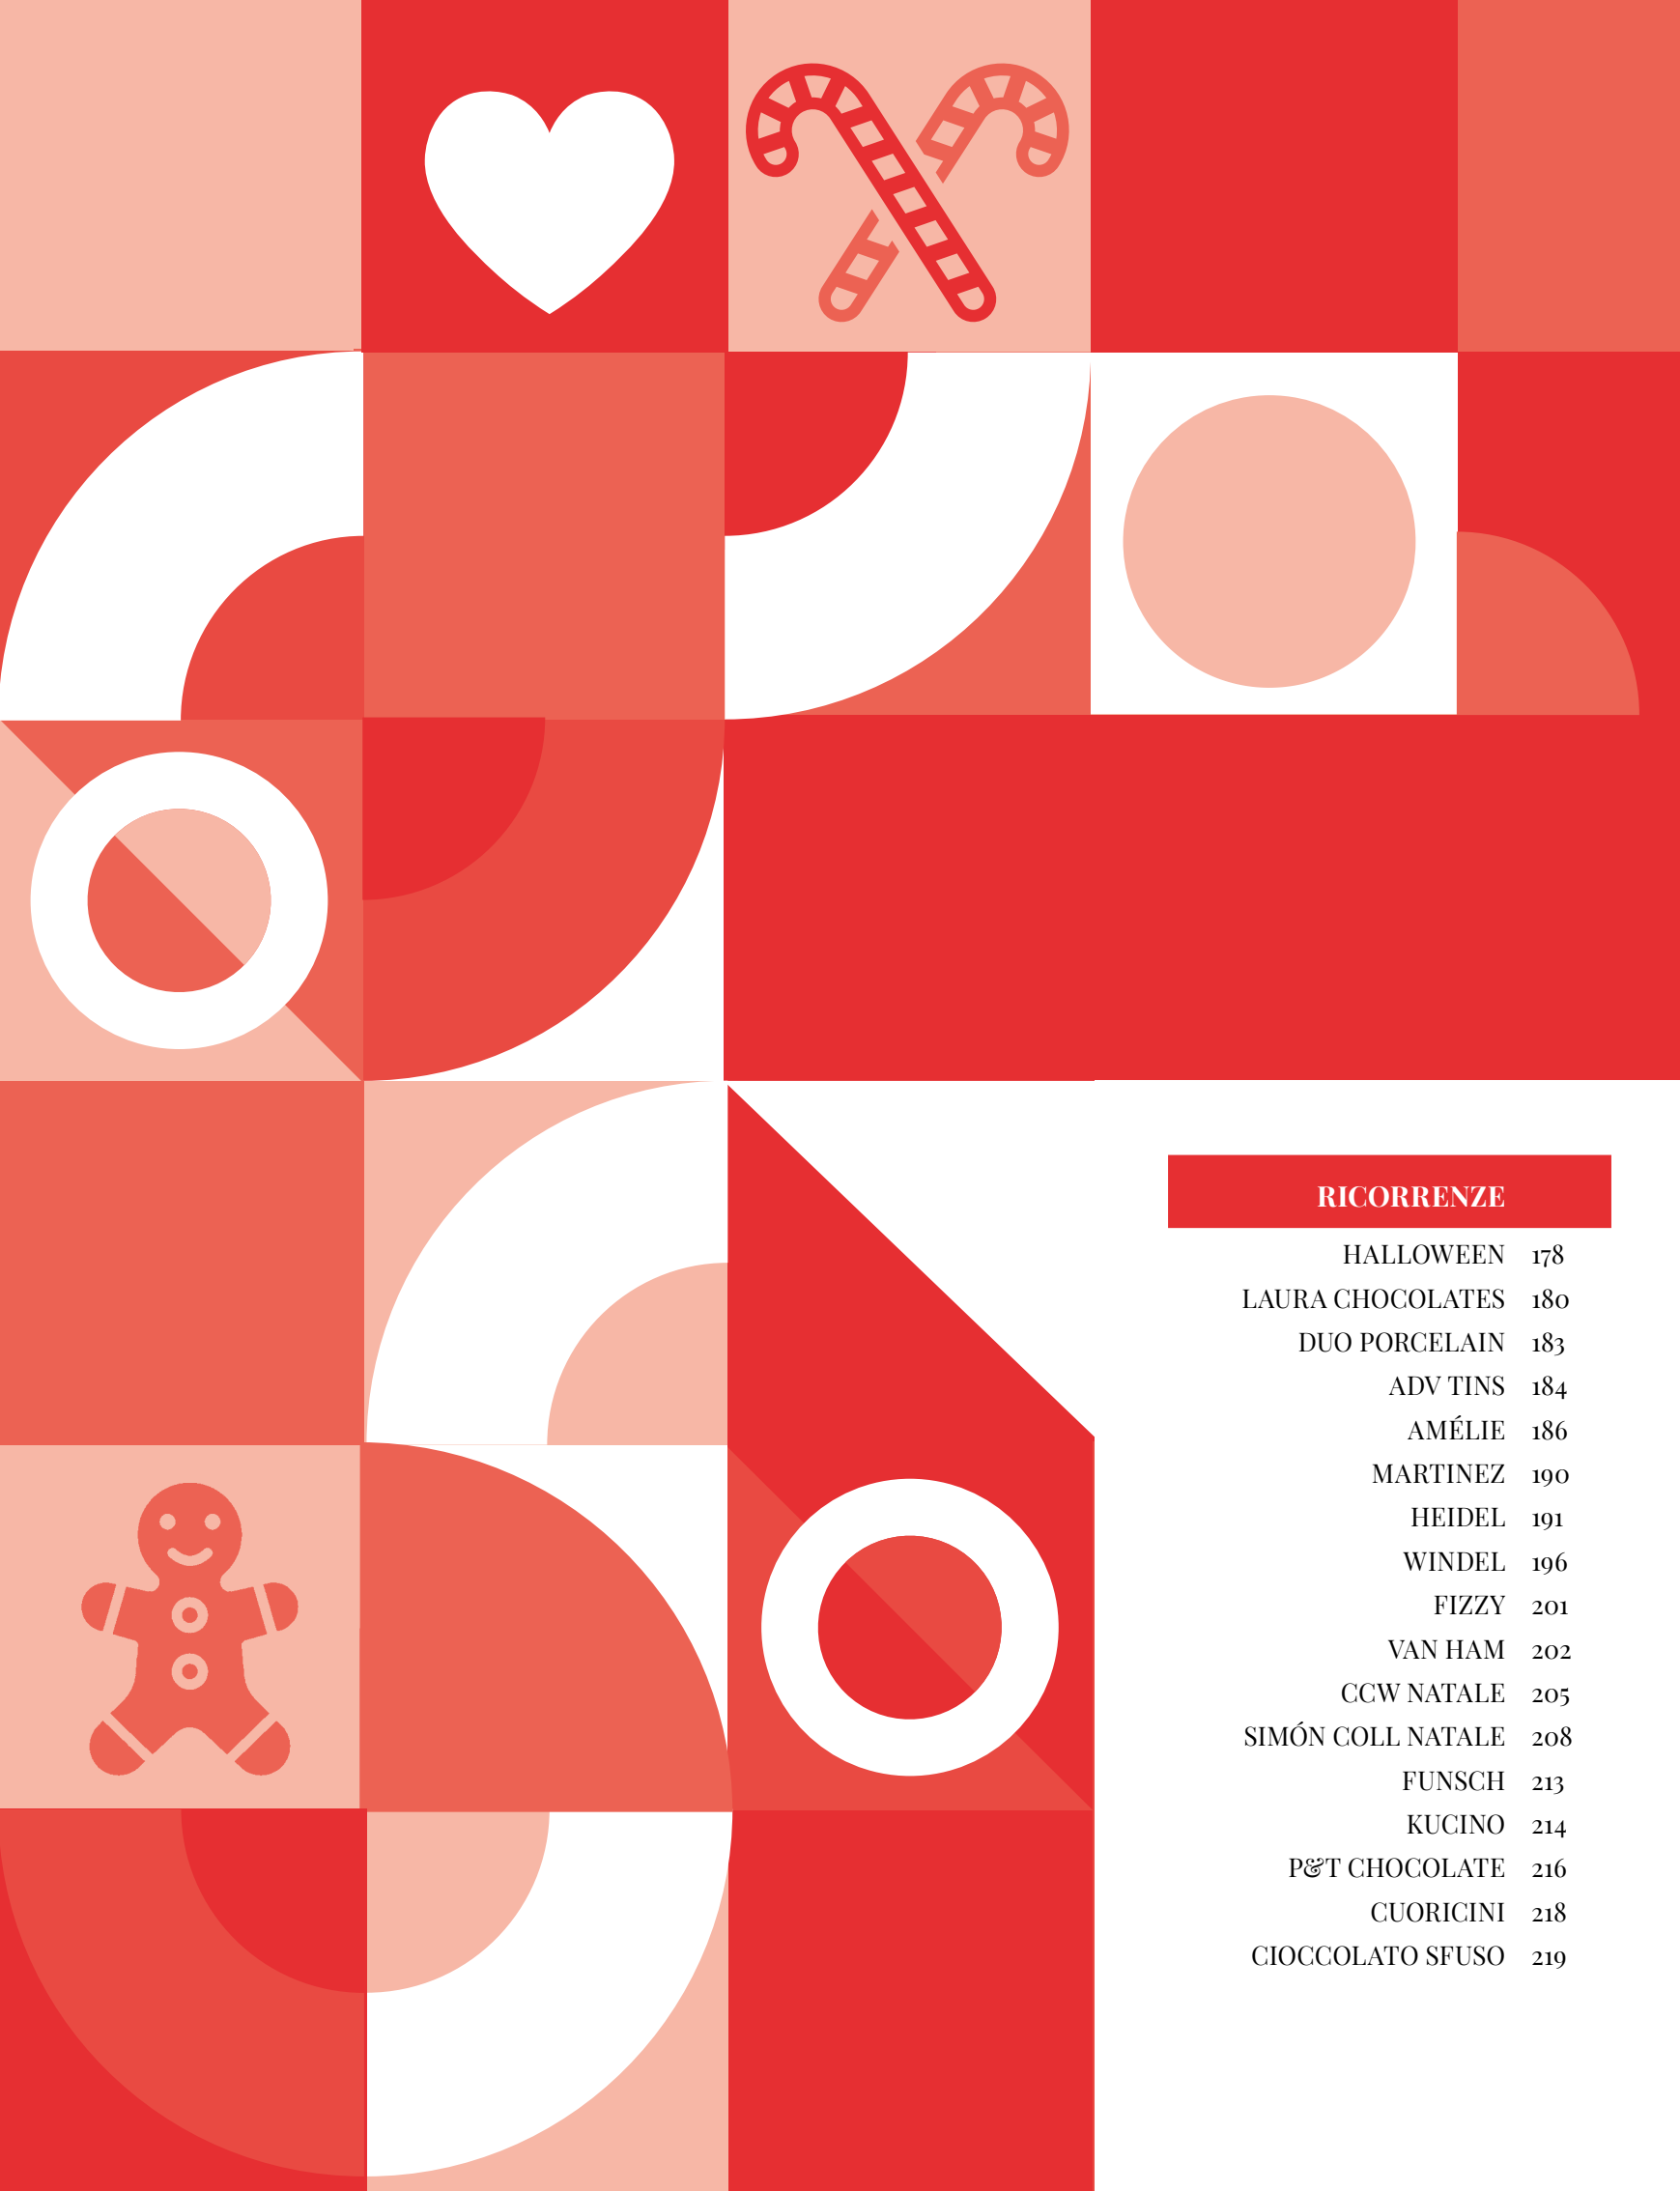 RICORRENZE
HALLOWEEN 178
LAURA CHOCOLATES 180
DUO PORCELAIN 183
ADV TINS 184
AMÉLIE 186
MARTINEZ 190
HEIDEL 191
WINDEL 196
FIZZY 201
VAN HAM 202
CCW NATALE 205
SIMÓN COLL NATALE 208
FUNSCH 213
KUCINO 214
P&T CHOCOLATE 216
CUORICINI 218
CIOCCOLATO SFUSO 219